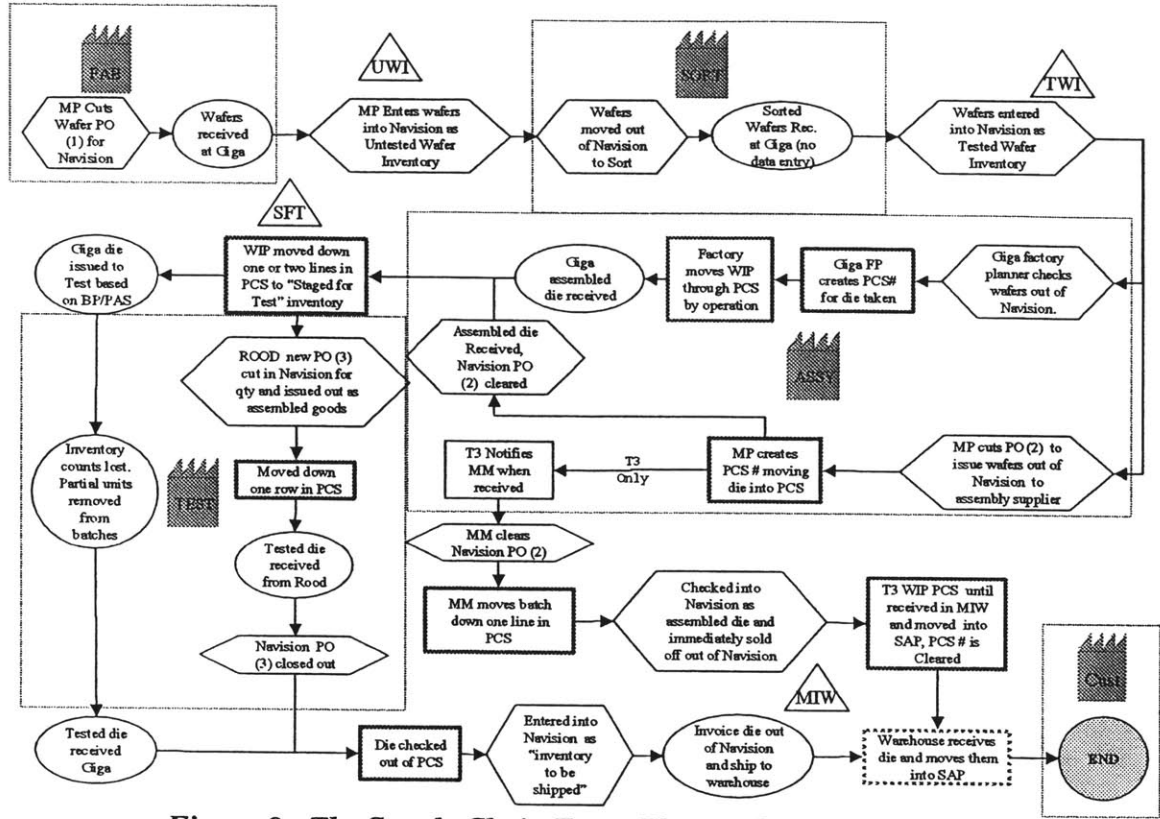 FAB
MP Cuts
Wafer PO
(1) for
Navision
Wafers
received
at Giga
UWI
MP Enters wafers
into Navision as
Untested Wafer
Inventory
SORT
Wafers
moved out
of Navision
to Sort
Sorted
Wafers Rec.
at Giga (no
data entry)
TWI
Wafers entered
into Navision as
Tested Wafer
Inventory
SFT
Giga die
issued to
Test based
on BP/PAS
WIP moved down
one or two lines in
PCS to "Staged for
Test" inventory
Giga
assembled
die received
Factory
moves WIP
through PCS
by operation
Giga FP
creates PCS#
for die taken
Giga factory
planner checks
wafers out of
Navision.
ROOD new PO (3)
cut in Navision for
qty and issued out as
assembled goods
Assembled die
Received,
Navision PO
(2) cleared
ASSY
Inventory
counts lost.
Partial units
removed
from
batches
TEST
Moved down
one row in PCS
T3 Notifies
MM when
received
T3
Only
MP creates
PCS # moving
die into PCS
MP cuts PO (2) to
issue wafers out of
Navision to
assembly supplier
Tested die
received
from Rood
MM clears
Navision PO (2)
Navision PO
(3) closed out
MM moves batch
down one line in
PCS
Checked into
Navision as
assembled die and
immediately sold
off out of Navision
T3 WIP PCS until
received in MIW
and moved into
SAP, PCS # is
Cleared
Cust
MIW
Tested die
received
Giga
Die checked
out of PCS
Entered into
Navision as
"inventory
to be
shipped"
Invoice die out
of Navision
and ship to
warehouse
Warehouse receives
die and moves them
into SAP
END